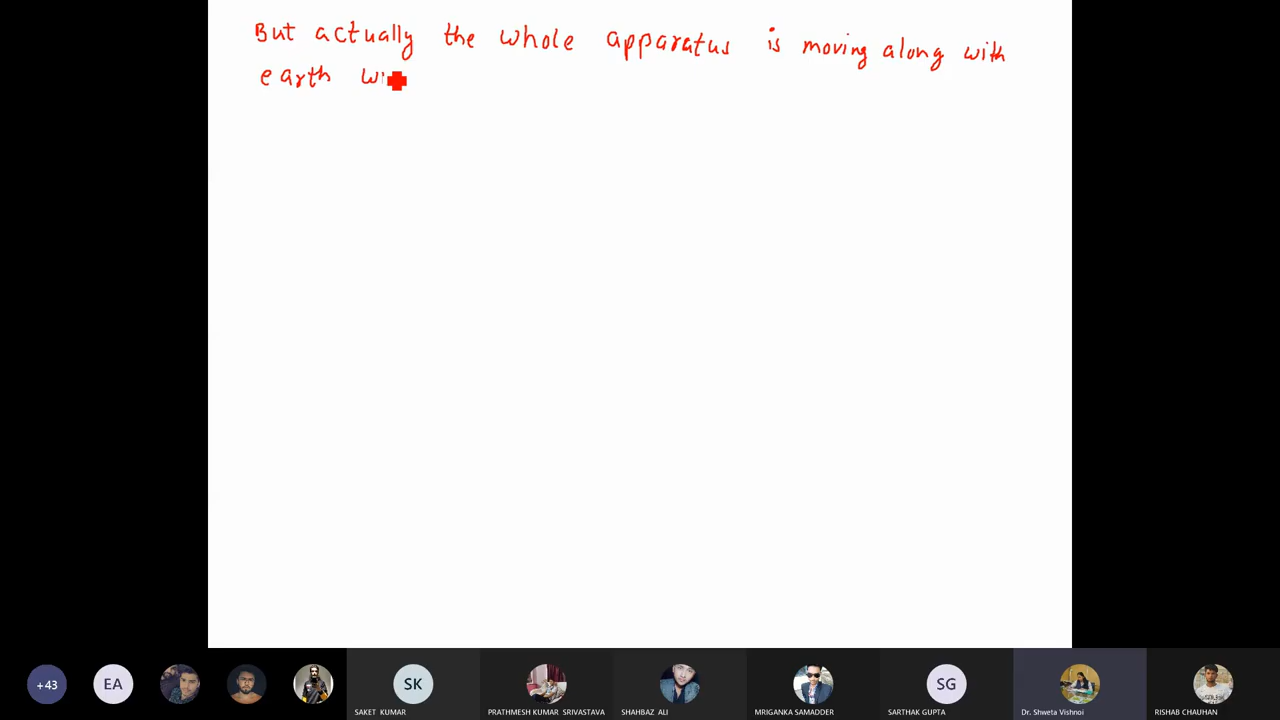 But actually the whole apparatus is moving along with
earth wi
+43
EA
SK
SG
SAKET KUMAR
PRATHMESH KUMAR SRIVASTAVA
SHAHBAZ ALI
MRIGANKA SAMADDER
SARTHAK GUPTA
Dr. Shweta Vishnoi
RISHAB CHAUHAN